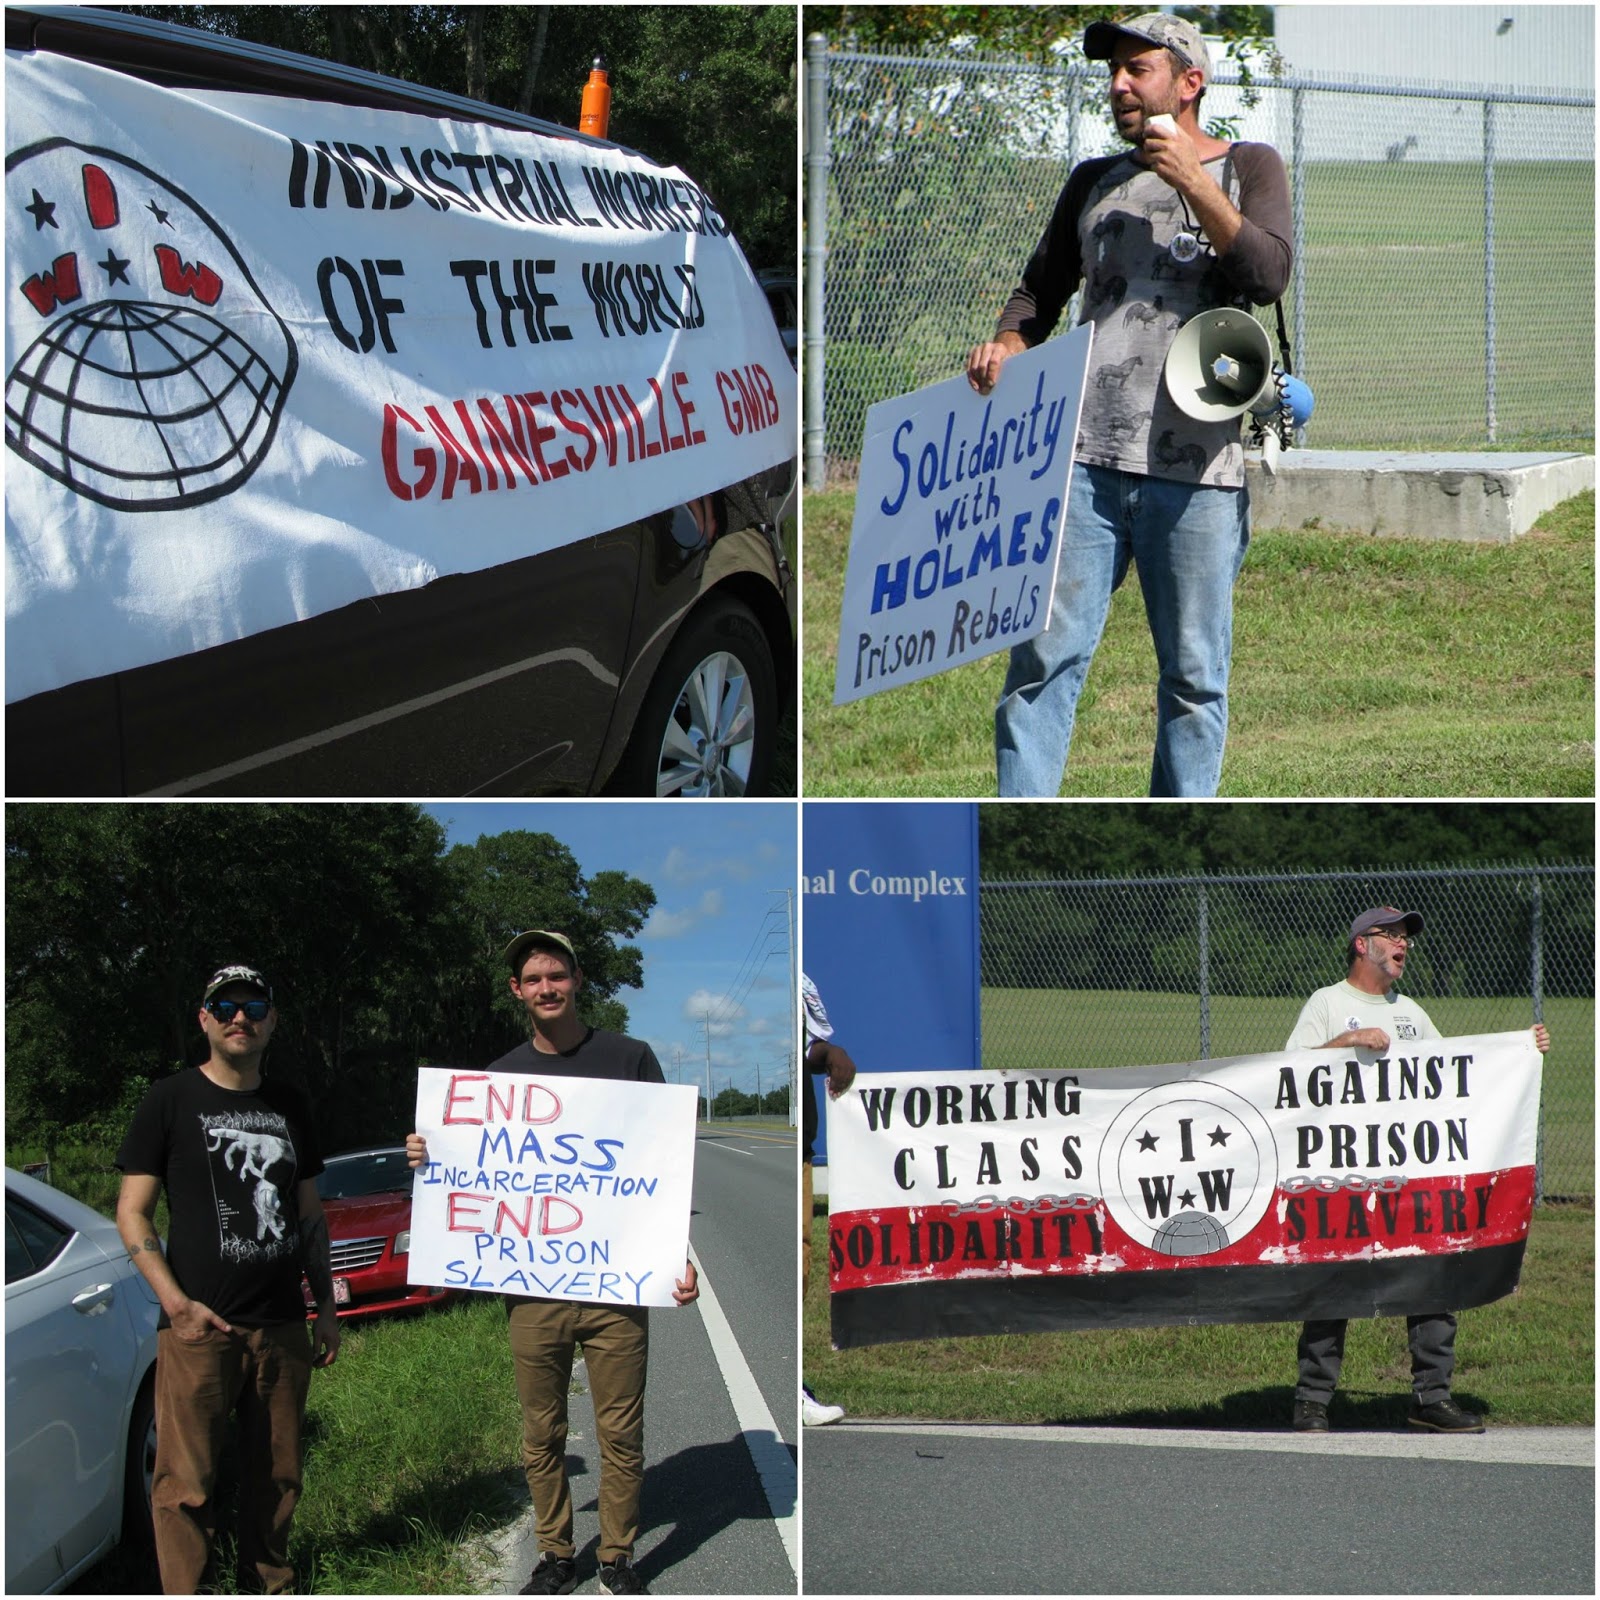 I
W W
INDUSTRIAL WORKERS
OF THE WORLD
GAINESVILLE GMB
Solidarity
with
HOLMES
Prison Rebels
END
MASS
INCARCERATION
END
PRISON
SLAVERY
nal Complex
WORKING
CLASS
SOLIDARITY
I
W W
AGAINST
PRISON
SLAVERY